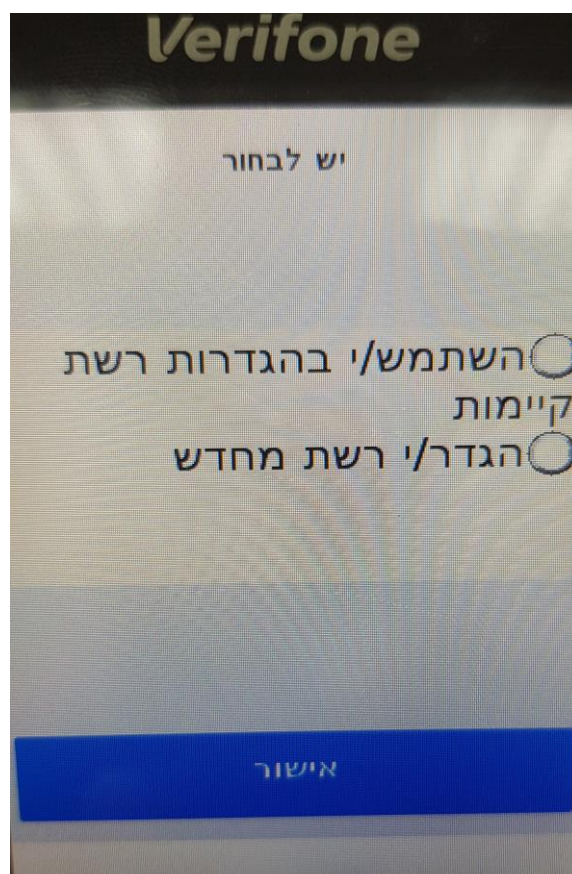 Verifone
יש לבחור
השתמש/י בהגדרות רשת
קיימות
הגדר/י רשת מחדש
אישור